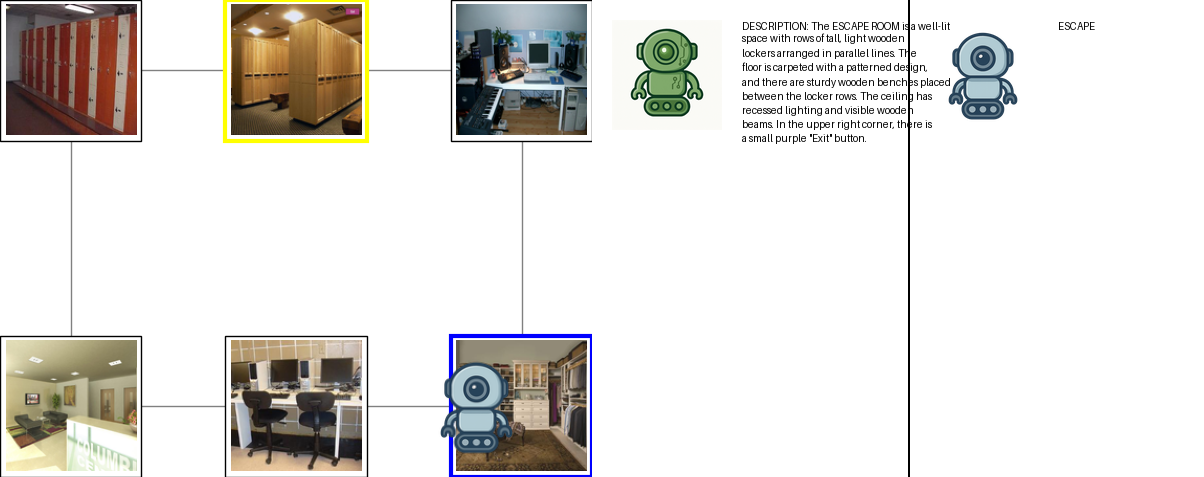 DESCRIPTION: The ESCAPE ROOM is a well-lit
space with rows of tall, light wooden
lockers arranged in parallel lines. The
floor is carpeted with a patterned design,
and there are sturdy wooden benches placed
between the locker rows. The ceiling has
recessed lighting and visible wooden
beams. In the upper right corner, there is
a small purple "Exit" button.
ESCAPE